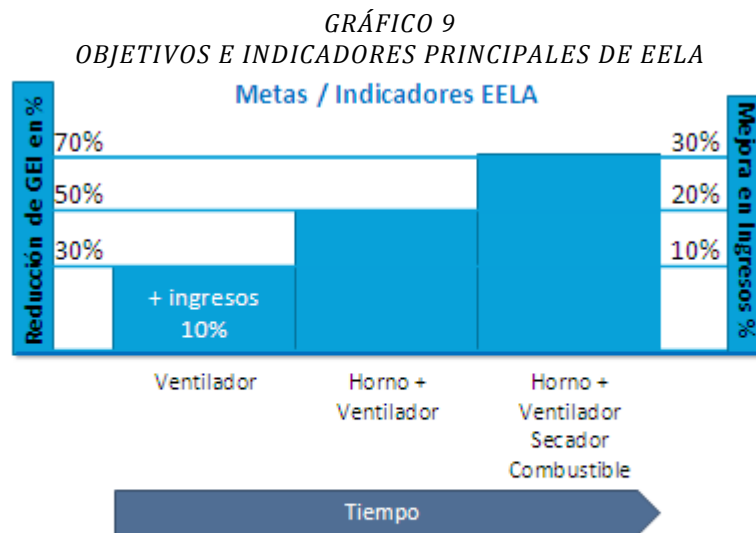 GRÁFICO 9
OBJETIVOS E INDICADORES PRINCIPALES DE EELA
Metas / Indicadores EELA
Reducción de GEI en %
70%
50%
30%
30%
20%
10%
Mejora en Ingresos %
+ ingresos
10%
Ventilador
Horno +
Ventilador
Horno +
Ventilador
Secador
Combustible
Tiempo